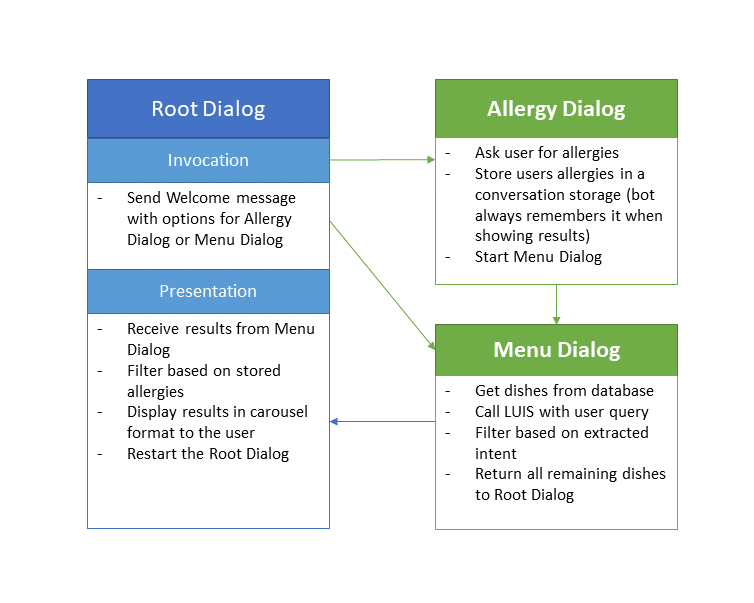 Root Dialog
Invocation
- Send Welcome message
with options for Allergy
Dialog or Menu Dialog
Presentation
- Receive results from Menu
Dialog
- Filter based on stored
allergies
- Display results in carousel
format to the user
- Restart the Root Dialog
Allergy Dialog
- Ask user for allergies
- Store users allergies in a
conversation storage (bot
always remembers it when
showing results)
- Start Menu Dialog
Menu Dialog
- Get dishes from database
- Call LUIS with user query
- Filter based on extracted
intent
- Return all remaining dishes
to Root Dialog